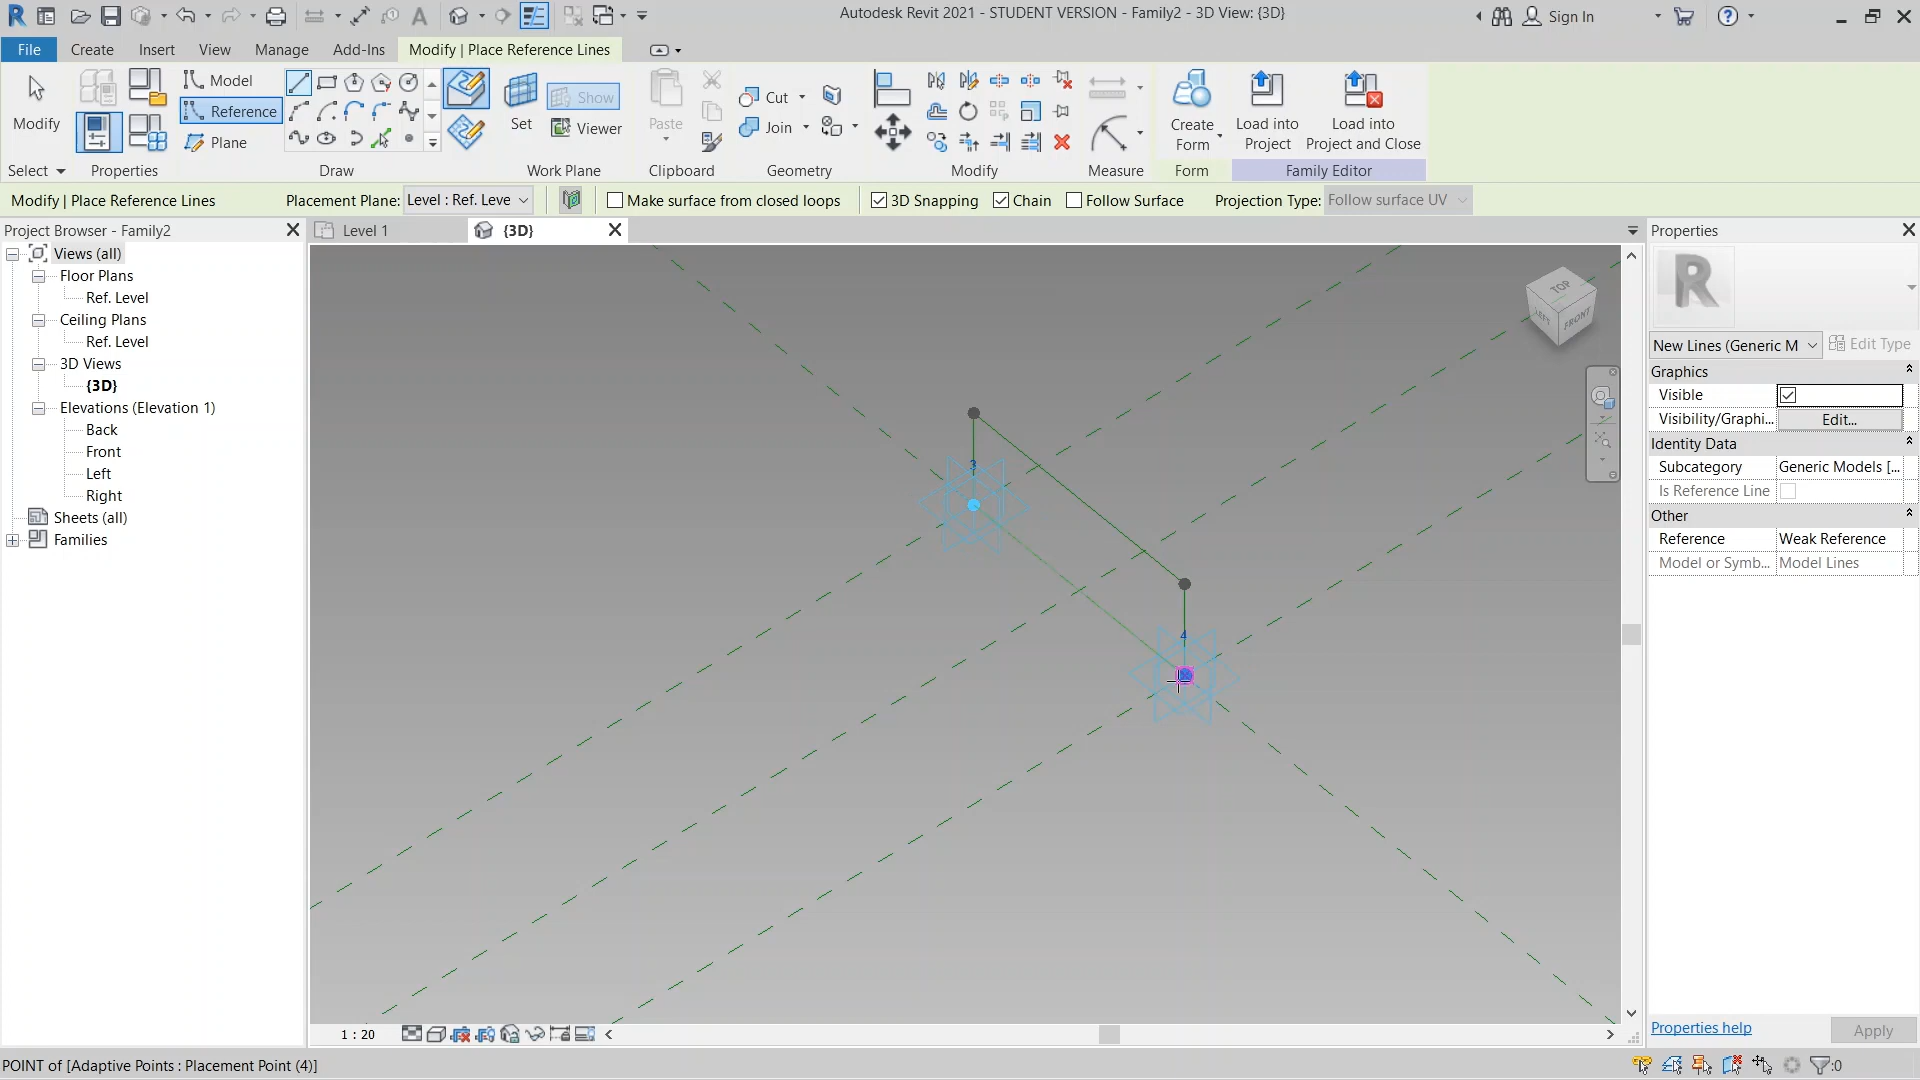 Autodesk Revit 2021 - STUDENT VERSION - Family2 - 3D View: {3D}
Sign In
File
Create
Insert
View
Manage
Add-Ins
Modify | Place Reference Lines
Modify
Model
Reference
Plane
Set
Show
Viewer
Paste
Cut
Join
Create
Form
Load into
Project
Load into
Project and Close
Select
Properties
Draw
Work Plane
Clipboard
Geometry
Modify
Measure
Form
Family Editor
Modify | Place Reference Lines
Placement Plane:
Level : Ref. Leve
Make surface from closed loops
3D Snapping
Chain
Follow Surface
Projection Type:
Follow surface UV
Project Browser - Family2
Level 1
{3D}
Properties
Views (all)
Floor Plans
Ref. Level
Ceiling Plans
Ref. Level
3D Views
{3D}
Elevations (Elevation 1)
Back
Front
Left
Right
Sheets (all)
Families
TOP
LEFT
FRONT
3
4
R
New Lines (Generic M
Edit Type
Graphics
Visible
Visibility/Graphi...
Edit...
Identity Data
Subcategory
Generic Models [...
Is Reference Line
Other
Reference
Weak Reference
Model or Symb...
Model Lines
1 : 20
Properties help
Apply
POINT of [Adaptive Points : Placement Point (4)]
:0